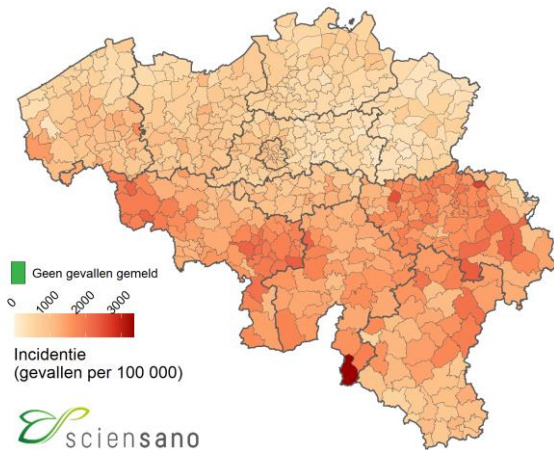 Geen gevallen gemeld
0 1000 2000 3000
Incidentie
(gevallen per 100 000)
sciensano